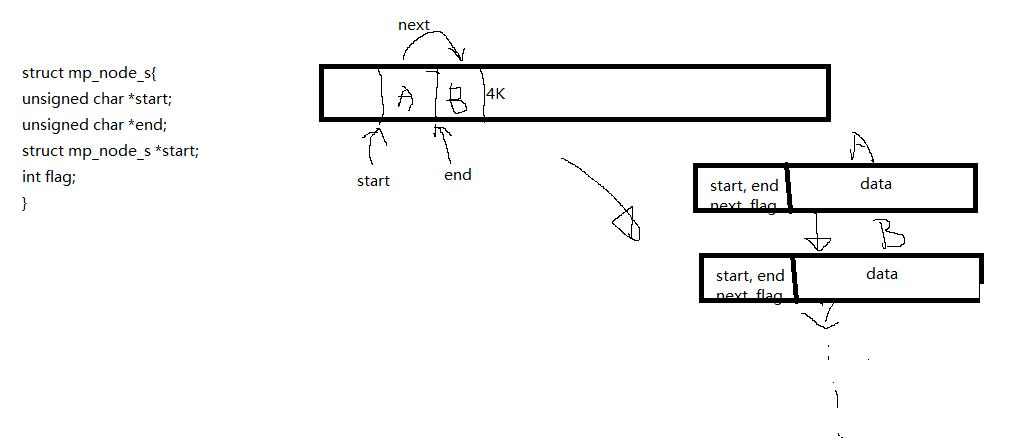 struct mp_node_s{
unsigned char *start;
unsigned char *end;
struct mp_node_s *start;
int flag;
}
next
A
B
4K
start
end
A
start, end
next flag
data
B
start, end
next flag
data